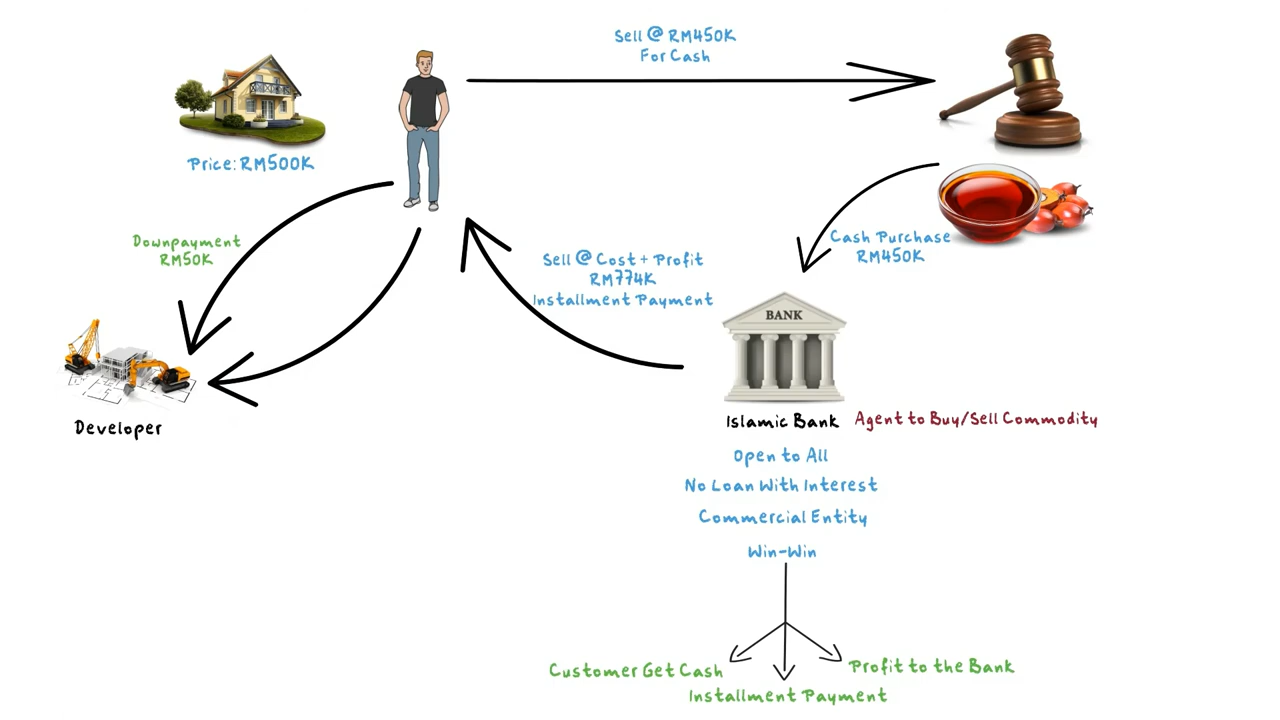 Sell @ RM450K
For Cash
Price: RM500K
Downpayment
RM50K
Sell @ Cost + Profit
RM774K
Installment Payment
Cash Purchase
RM450K
BANK
Developer
Islamic Bank
Agent to Buy/Sell Commodity
Open to All
No Loan With Interest
Commercial Entity
Win-Win
Customer Get Cash
Profit to the Bank
Installment Payment